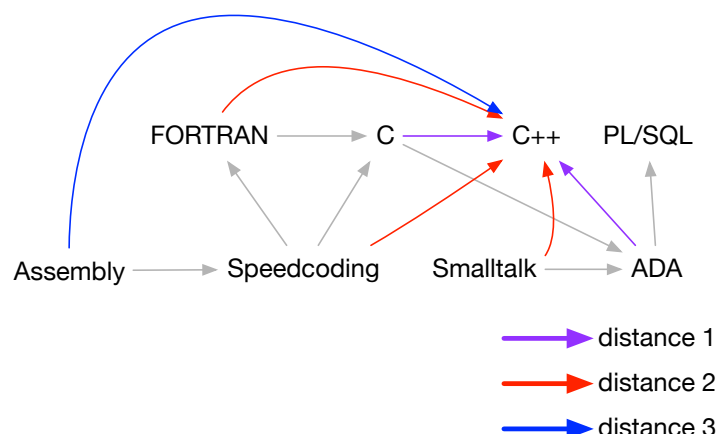 FORTRAN C C++ PL/SQL
Assembly Speedcoding Smalltalk ADA
distance 1
distance 2
distance 3